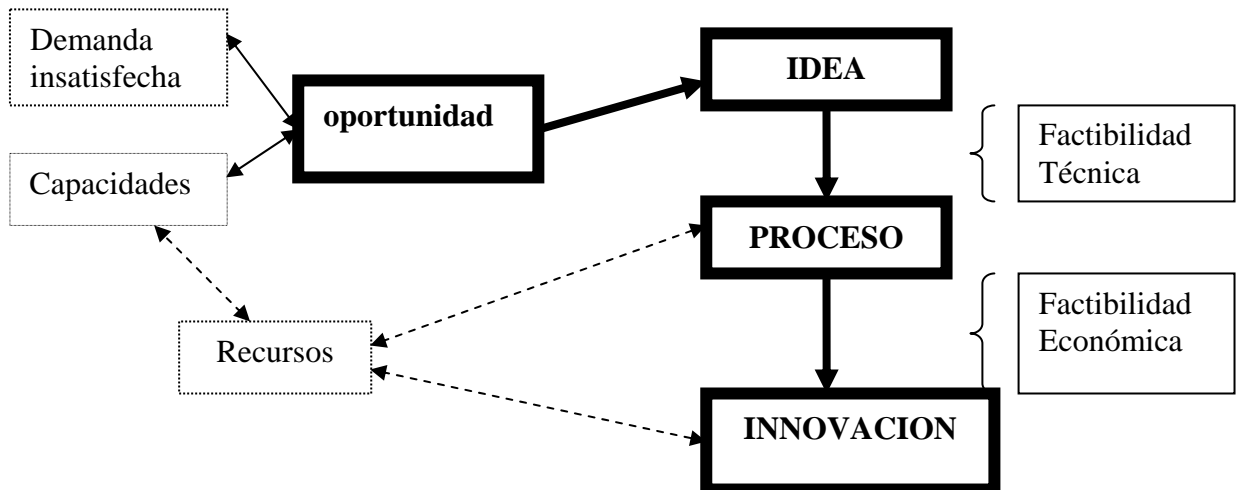 Demanda
insatisfecha
oportunidad
Capacidades
Recursos
IDEA
PROCESO
INNOVACION
Factibilidad
Técnica
Factibilidad
Económica